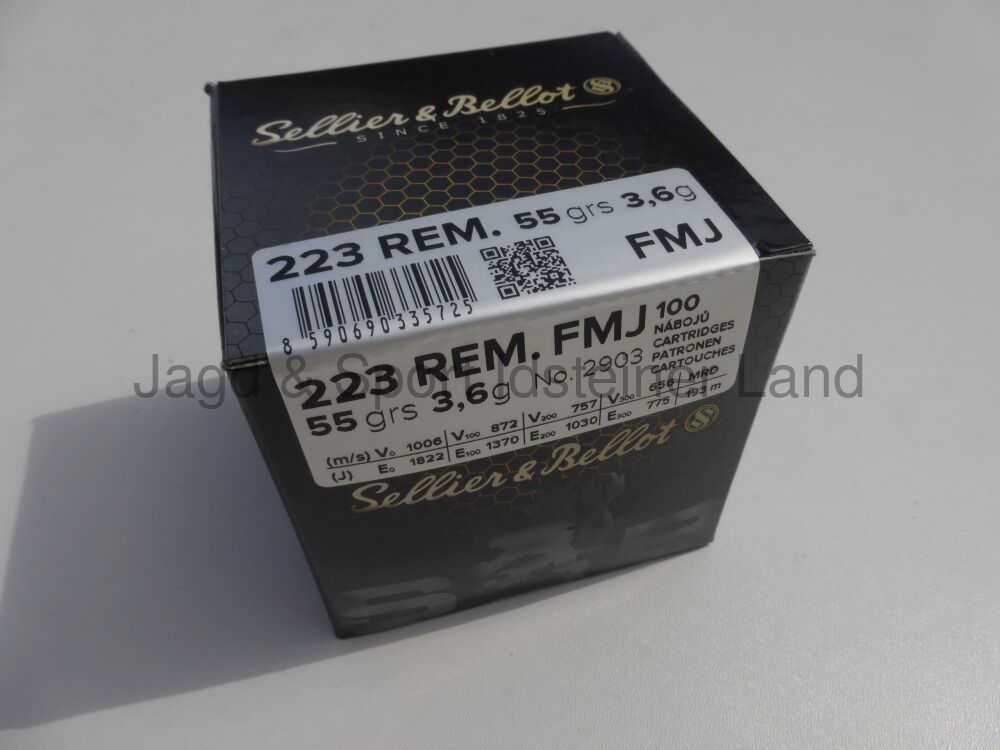 Sellier & Bellot
SINCE 1825
223 REM. 55 grs 3,6g
FMJ
8 590690 335725
223 REM. FMJ 100
55 grs 3,6g No. 2903
NÁBOJŮ
CARTRIDGES
PATRONEN
CARTOUCHES
(m/s) V₀ 1006 V₁₀₀ 872 V₂₀₀ 757 V₃₀₀ 656 MRD
(J) E₀ 1822 E₁₀₀ 1370 E₂₀₀ 1030 E₃₀₀ 775 193 m
Sellier & Bellot
Jagd & Sport Idsteiner Land